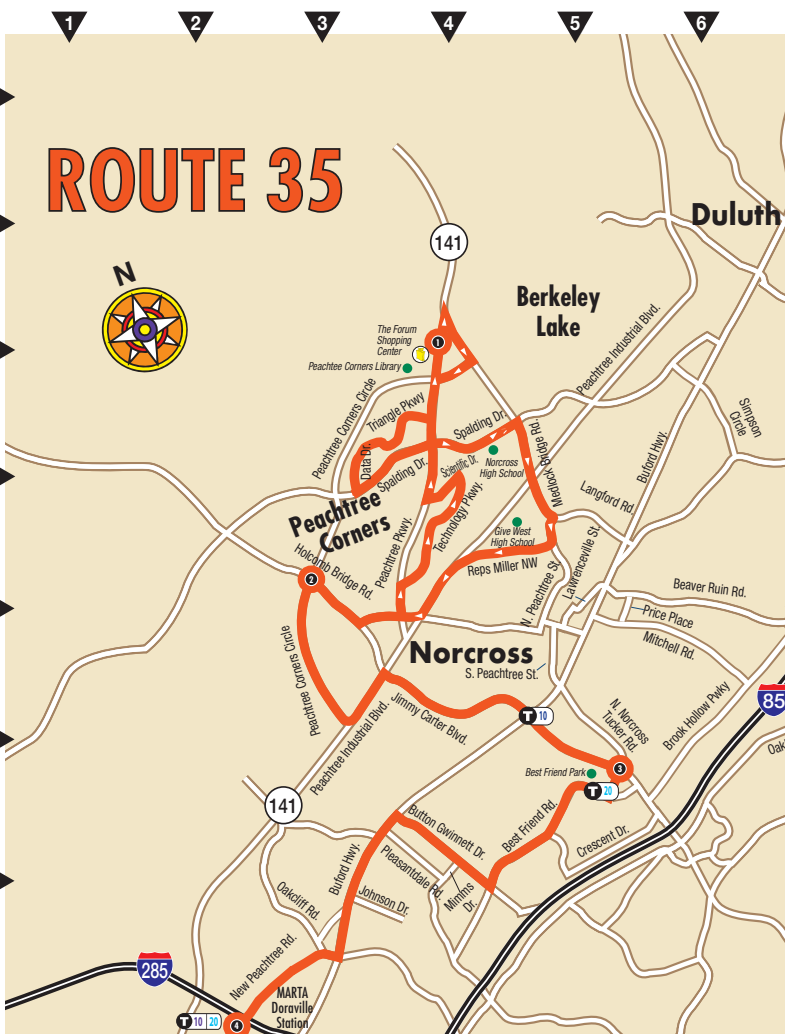 1 2 3 4 5 6
ROUTE 35
N
141
Duluth
Berkeley
Lake
The Forum
Shopping
Center
1
Peachtee Corners Library
Peachtree Industrial Blvd.
Peachtree Corners Circle
Triangle Pkwy
Data Dr.
Spalding Dr.
Spalding Dr.
Scientific Dr.
Norcross
High School
Medlock Bridge Rd.
Simpson
Circle
Buford Hwy.
Langford Rd.
Peachtree
Corners
Peachtree Pkwy.
Technology Pkwy.
Give West
High School
Holcomb Bridge Rd.
2
Reps Miller NW
N. Peachtree St.
Lawrenceville St.
Beaver Ruin Rd.
Price Place
Mitchell Rd.
Norcross
S. Peachtree St.
Peachtree Corners Circle
Peachtree Industrial Blvd.
Jimmy Carter Blvd.
T 10
N. Norcross
Tucker Rd.
Brook Hollow Pwky
85
Oak
Best Friend Park
3
T 20
141
Button Gwinnett Dr.
Best Friend Rd.
Crescent Dr.
Buford Hwy.
Pleasantdale Rd.
Mimms
Dr.
Oakcliff Rd.
Johnson Dr.
New Peachtree Rd.
285
MARTA
Doraville
Station
T 10 20
4